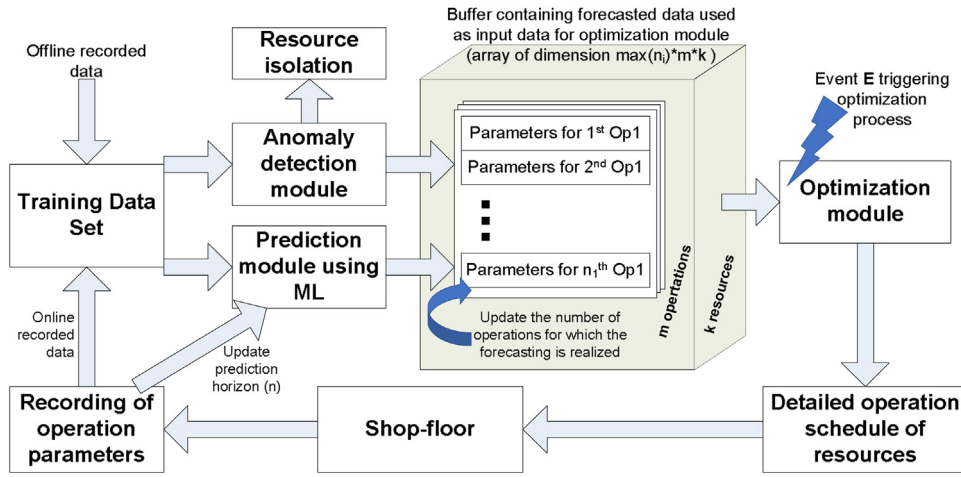 Offline recorded
data
Resource
isolation
Buffer containing forecasted data used
as input data for optimization module
(array of dimension max(nᵢ)*m*k )
Event E triggering
optimization
process
Training Data
Set
Anomaly
detection
module
Parameters for 1st Op1
Parameters for 2nd Op1
Parameters for n₁th Op1
Optimization
module
Prediction
module using
ML
m opertations
k resources
Update the number of
operations for which the
forecasting is realized
Online
recorded
data
Update
prediction
horizon (n)
Recording of
operation
parameters
Shop-floor
Detailed operation
schedule of
resources